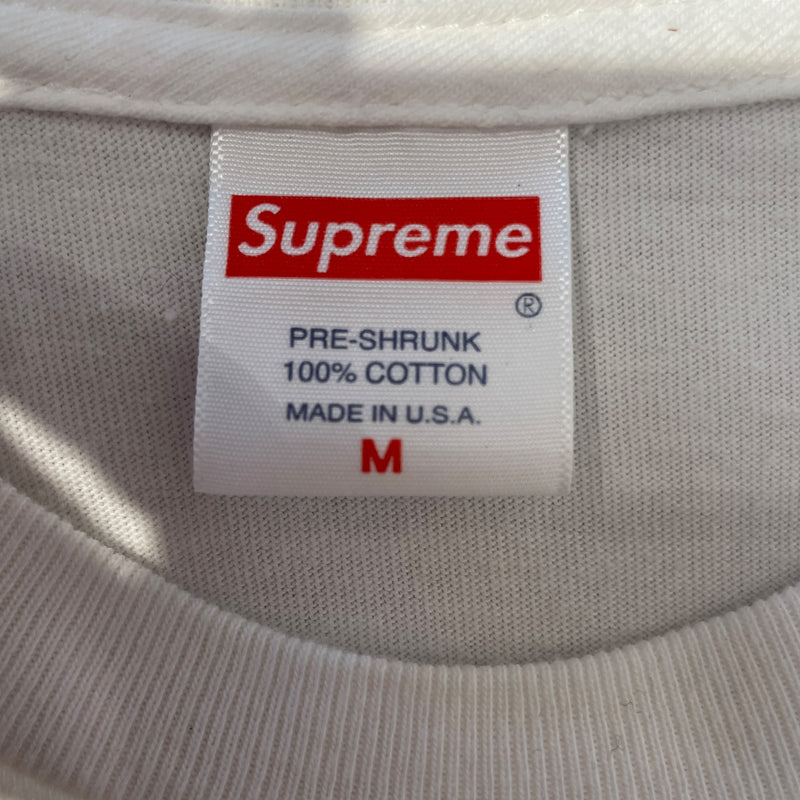 Supreme
®
PRE-SHRUNK
100% COTTON
MADE IN U.S.A.
M